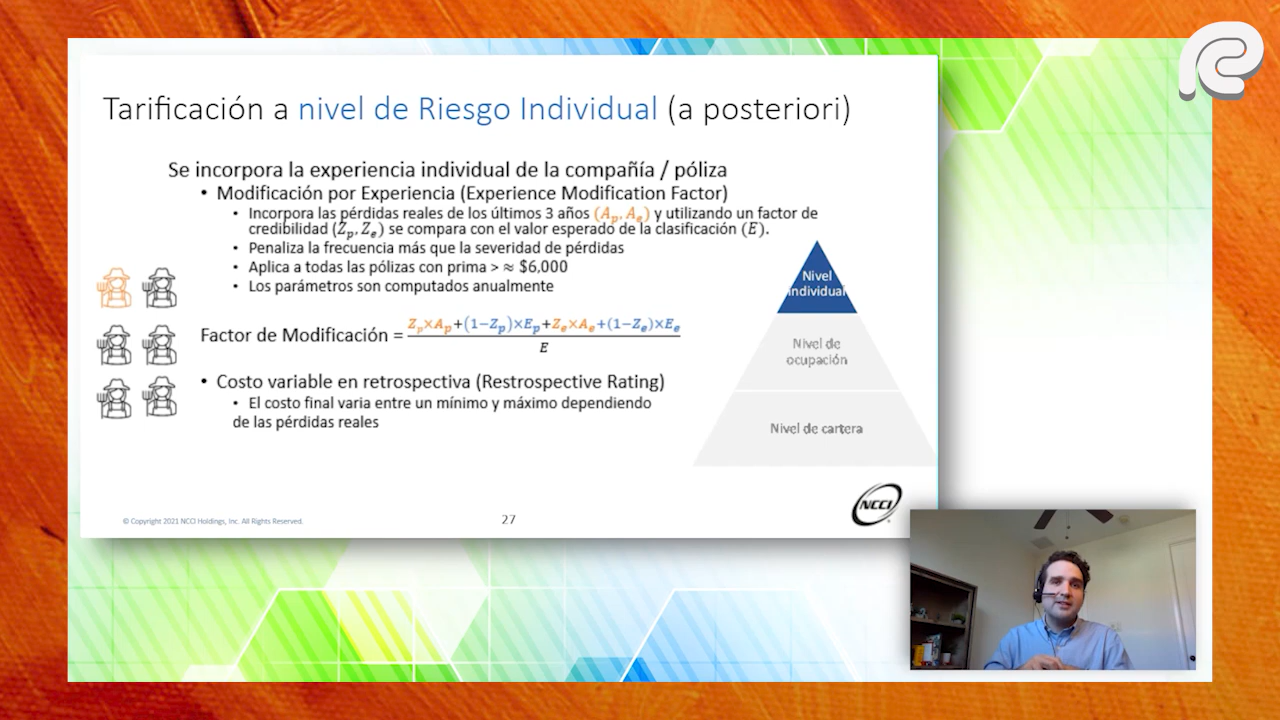 Tarificación a nivel de Riesgo Individual (a posteriori)
Se incorpora la experiencia individual de la compañía / póliza
• Modificación por Experiencia (Experience Modification Factor)
• Incorpora las pérdidas reales de los últimos 3 años (Aₚ, Aₑ) y utilizando un factor de
credibilidad (Zₚ, Zₑ) se compara con el valor esperado de la clasificación (E).
• Penaliza la frecuencia más que la severidad de pérdidas
• Aplica a todas las pólizas con prima > ≈ $6,000
• Los parámetros son computados anualmente
Zₚ×Aₚ+(1−Zₚ)×Eₚ+Zₑ×Aₑ+(1−Zₑ)×Eₑ
Factor de Modificación =
E
• Costo variable en retrospectiva (Restrospective Rating)
• El costo final varia entre un mínimo y máximo dependiendo
de las pérdidas reales
Nivel
individual
Nivel de
ocupación
Nivel de cartera
© Copyright 2021 NCCI Holdings, Inc. All Rights Reserved.
27
NCCI